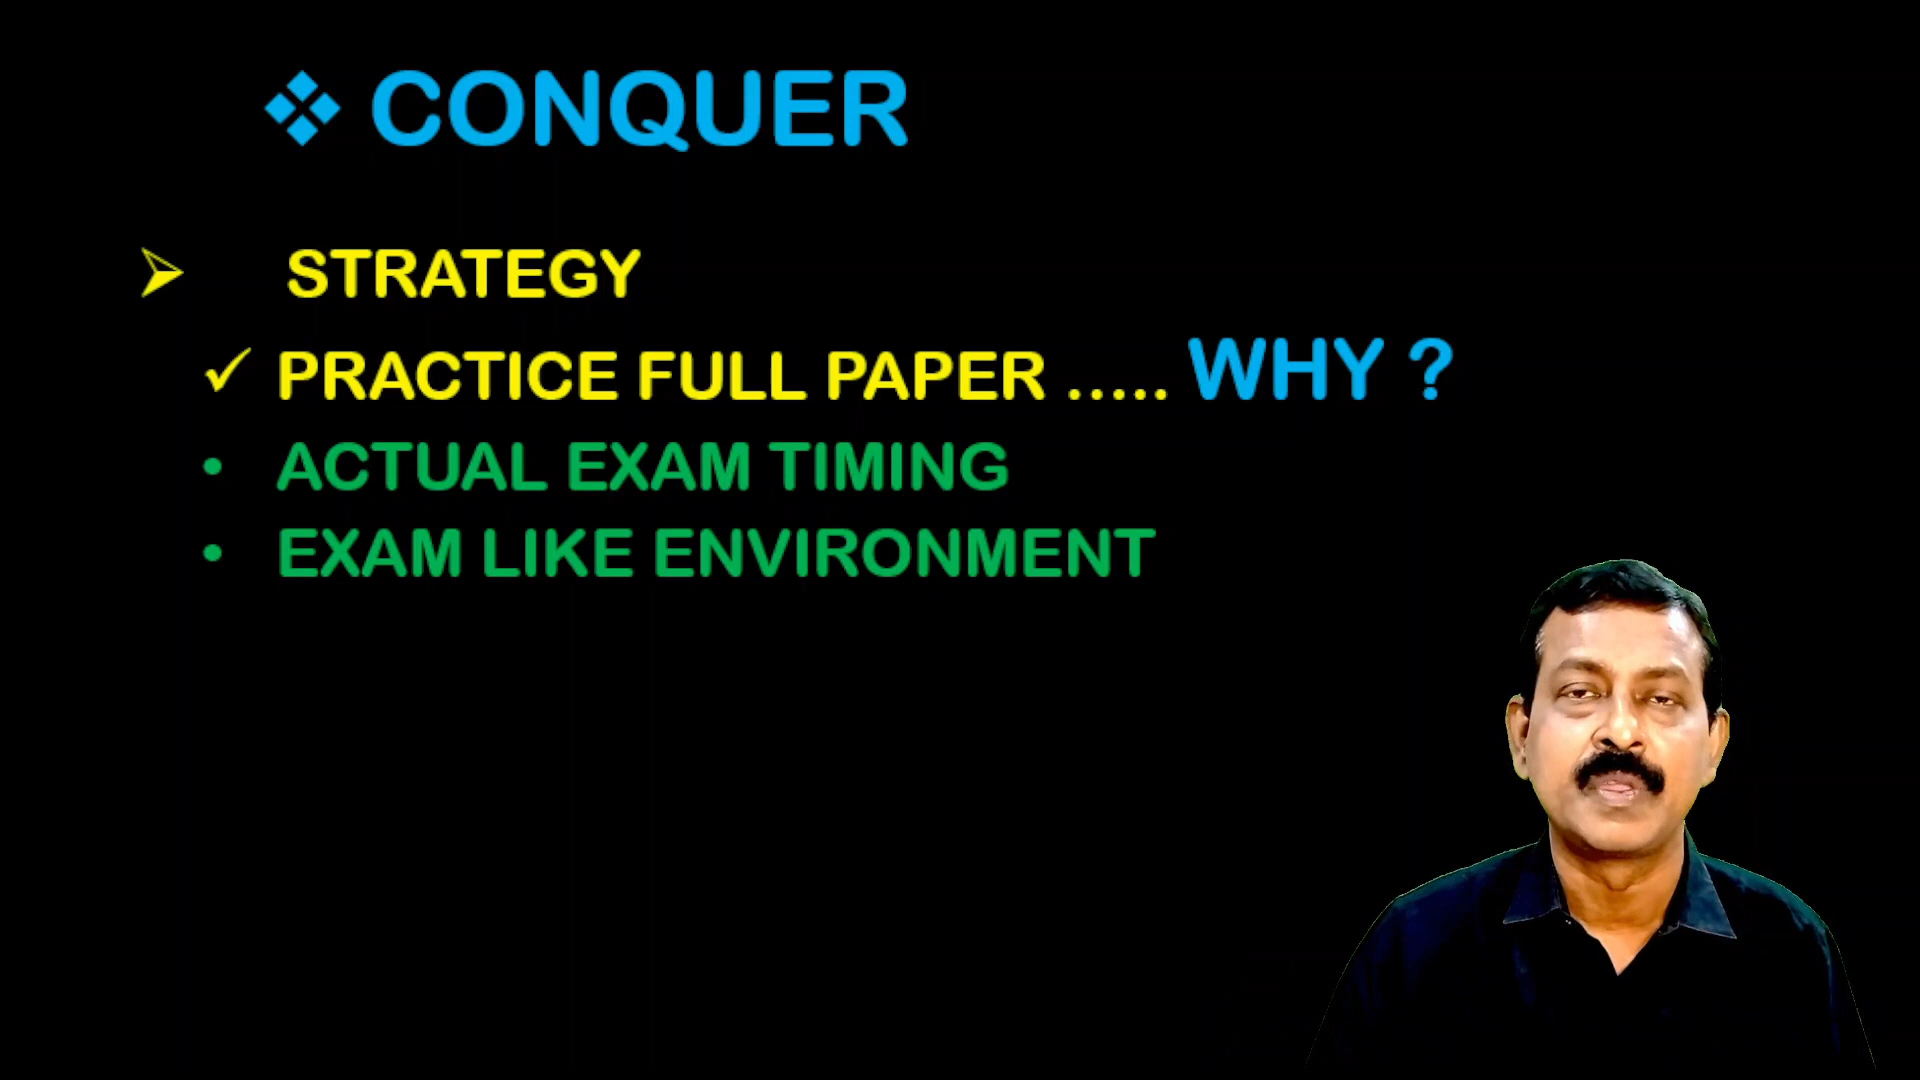 ❖ CONQUER
➢ STRATEGY
✓ PRACTICE FULL PAPER ..... WHY ?
• ACTUAL EXAM TIMING
• EXAM LIKE ENVIRONMENT